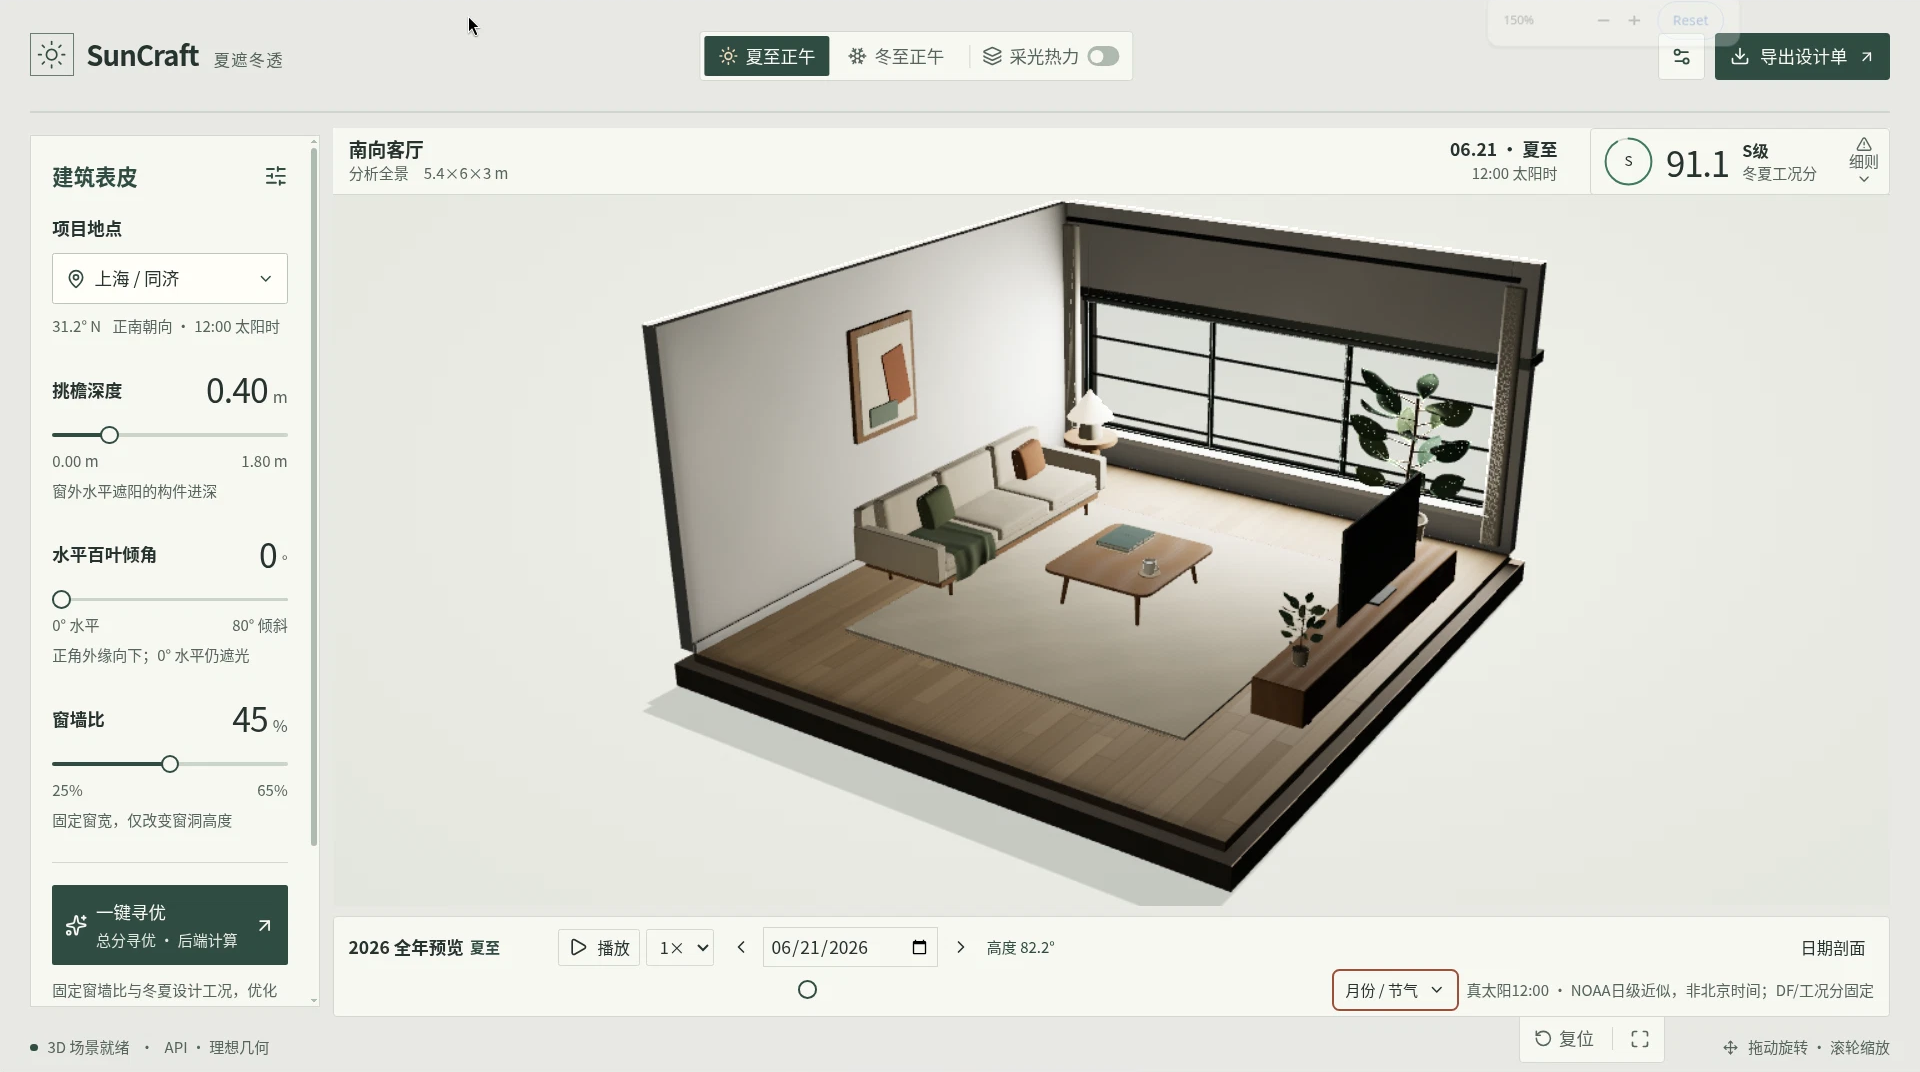 150% Reset
SunCraft 夏遮冬透
夏至正午 冬至正午 采光热力
导出设计单
建筑表皮
项目地点
上海 / 同济
31.2° N 正南朝向 · 12:00 太阳时
挑檐深度 0.40 m
0.00 m 1.80 m
窗外水平遮阳的构件进深
水平百叶倾角 0 °
0° 水平 80° 倾斜
正角外缘向下；0° 水平仍遮光
窗墙比 45 %
25% 65%
固定窗宽，仅改变窗洞高度
一键寻优
总分寻优 · 后端计算
固定窗墙比与冬夏设计工况，优化
南向客厅
分析全景 5.4×6×3 m
06.21 · 夏至
12:00 太阳时
S 91.1 S级
冬夏工况分
细则
2026 全年预览 夏至 播放 1× 06/21/2026 高度 82.2° 日期剖面
月份 / 节气 真太阳12:00 · NOAA日级近似，非北京时间；DF/工况分固定
复位
3D 场景就绪 · API · 理想几何
拖动旋转 · 滚轮缩放